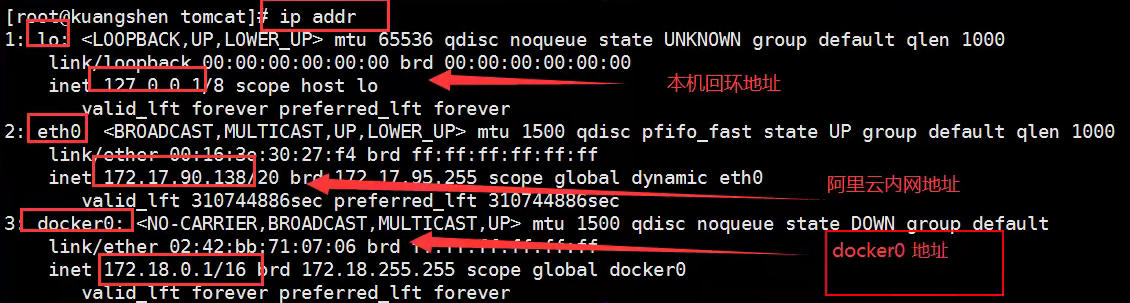 [root@kuangshen tomcat]# ip addr
1: lo: <LOOPBACK,UP,LOWER_UP> mtu 65536 qdisc noqueue state UNKNOWN group default qlen 1000
link/loopback 00:00:00:00:00:00 brd 00:00:00:00:00:00
inet 127.0.0.1/8 scope host lo
本机回环地址
valid_lft forever preferred_lft forever
2: eth0: <BROADCAST,MULTICAST,UP,LOWER_UP> mtu 1500 qdisc pfifo_fast state UP group default qlen 1000
link/ether 00:16:3e:30:27:f4 brd ff:ff:ff:ff:ff:ff
inet 172.17.90.138/20 brd 172.17.95.255 scope global dynamic eth0
阿里云内网地址
valid_lft 310744886sec preferred_lft 310744886sec
3: docker0: <NO-CARRIER,BROADCAST,MULTICAST,UP> mtu 1500 qdisc noqueue state DOWN group default
link/ether 02:42:bb:71:07:06 brd ff:ff:ff:ff:ff:ff
docker0 地址
inet 172.18.0.1/16 brd 172.18.255.255 scope global docker0
valid_lft forever preferred_lft forever